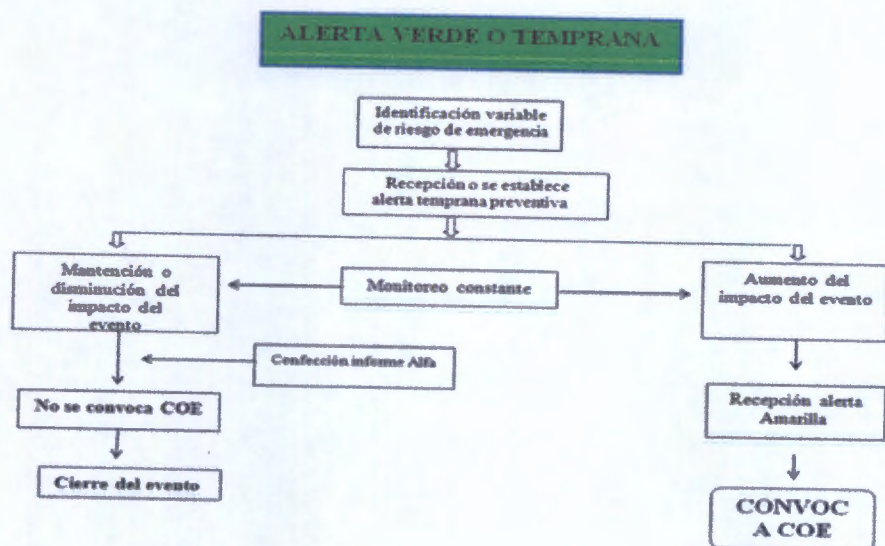 ALERTA VERDE O TEMPRANA
Identificación variable
de riesgo de emergencia
Recepción o se establece
alerta temprana preventiva
Mantención o
disminución del
impacto del
evento
Monitoreo constante
Aumento del
impacto del evento
Confección informe Alfa
No se convoca COE
Recepción alerta
Amarilla
Cierre del evento
CONVOC
A COE